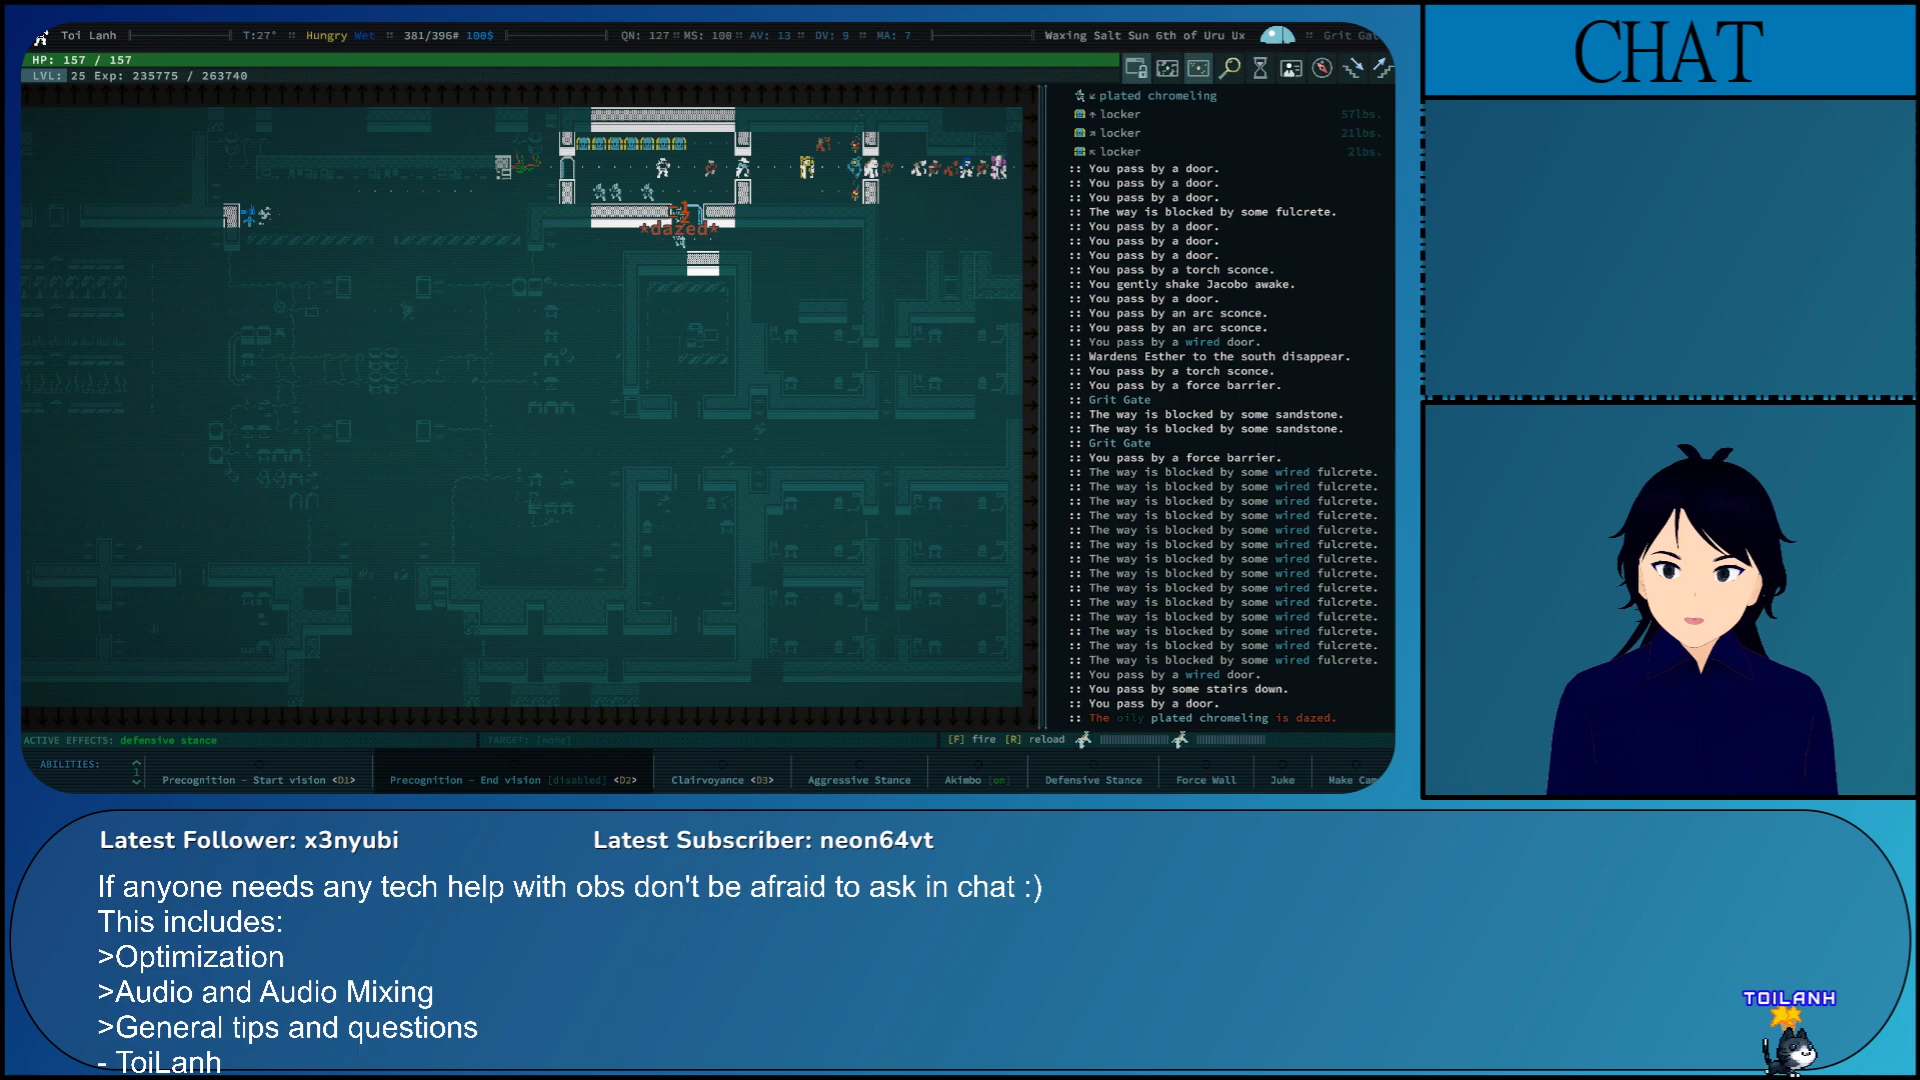 CHAT
Toi Lanh T:27° :: Hungry Wet :: 381/396# 100$ QN: 127 :: MS: 100 :: AV: 13 :: DV: 9 :: MA: 7 Waxing Salt Sun 6th of Uru Ux :: Grit Gat
HP: 157 / 157
LVL: 25 Exp: 235775 / 263740
plated chromeling
locker 57lbs.
locker 21lbs.
locker 2lbs.
:: You pass by a door.
:: You pass by a door.
:: You pass by a door.
:: The way is blocked by some fulcrete.
:: You pass by a door.
:: You pass by a door.
:: You pass by a door.
:: You pass by a torch sconce.
:: You gently shake Jacobo awake.
:: You pass by a door.
:: You pass by an arc sconce.
:: You pass by an arc sconce.
:: You pass by a wired door.
:: Wardens Esther to the south disappear.
:: You pass by a torch sconce.
:: You pass by a force barrier.
:: Grit Gate
:: The way is blocked by some sandstone.
:: The way is blocked by some sandstone.
:: Grit Gate
:: You pass by a force barrier.
:: The way is blocked by some wired fulcrete.
:: The way is blocked by some wired fulcrete.
:: The way is blocked by some wired fulcrete.
:: The way is blocked by some wired fulcrete.
:: The way is blocked by some wired fulcrete.
:: The way is blocked by some wired fulcrete.
:: The way is blocked by some wired fulcrete.
:: The way is blocked by some wired fulcrete.
:: The way is blocked by some wired fulcrete.
:: The way is blocked by some wired fulcrete.
:: The way is blocked by some wired fulcrete.
:: The way is blocked by some wired fulcrete.
:: The way is blocked by some wired fulcrete.
:: The way is blocked by some wired fulcrete.
:: You pass by a wired door.
:: You pass by some stairs down.
:: You pass by a door.
:: The oily plated chromeling is dazed.
*dazed*
ACTIVE EFFECTS: defensive stance TARGET: [none] [F] fire [R] reload
ABILITIES: 1 Precognition - Start vision <D1> Precognition - End vision [disabled] <D2> Clairvoyance <D3> Aggressive Stance Akimbo [on] Defensive Stance Force Wall Juke Make Cam
Latest Follower: x3nyubi Latest Subscriber: neon64vt
If anyone needs any tech help with obs don't be afraid to ask in chat :)
This includes:
>Optimization
>Audio and Audio Mixing
>General tips and questions
- ToiLanh
TOILANH